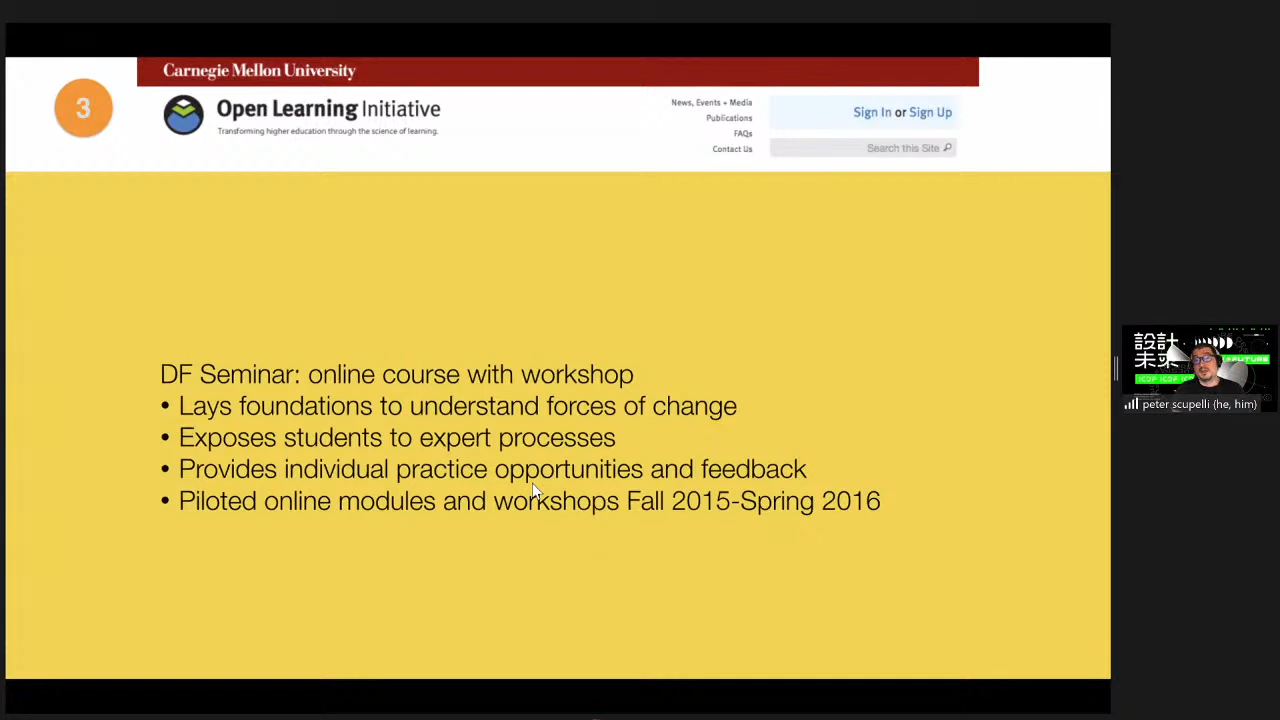 3
Carnegie Mellon University
Open Learning Initiative
Transforming higher education through the science of learning.
News, Events + Media
Publications
FAQs
Contact Us
Sign In or Sign Up
Search this Site
DF Seminar: online course with workshop
• Lays foundations to understand forces of change
• Exposes students to expert processes
• Provides individual practice opportunities and feedback
• Piloted online modules and workshops Fall 2015-Spring 2016
設計
未來
FUTURE
ICDF ICDF
peter scupelli (he, him)